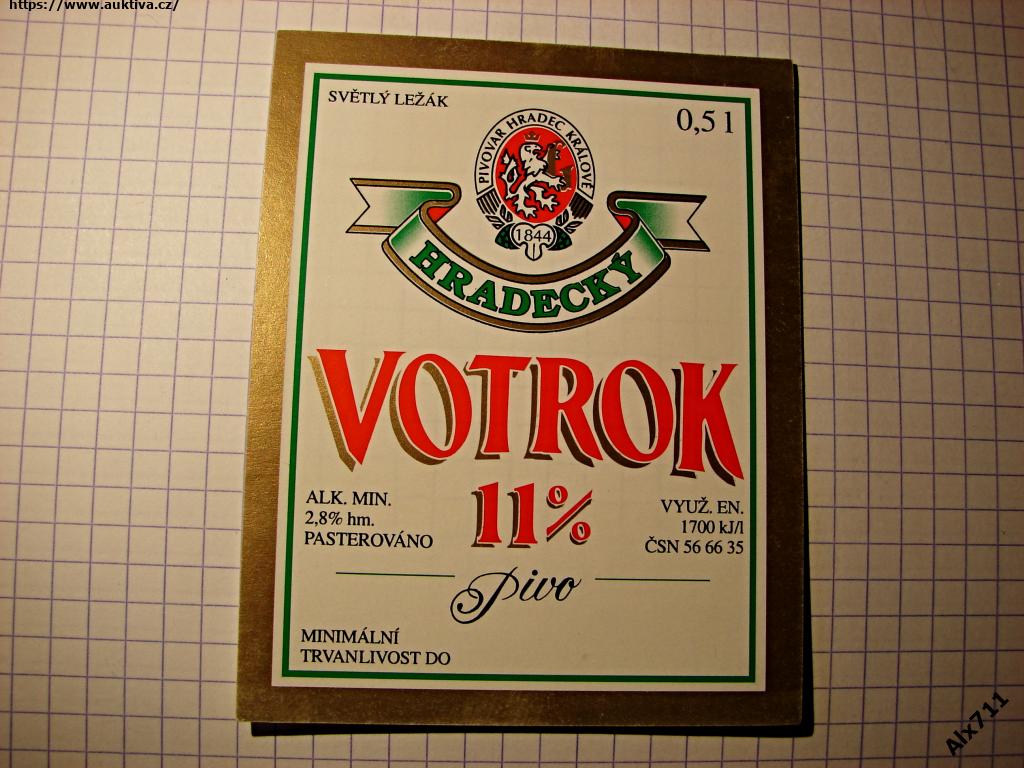 https://www.auktiva.cz/
SVĚTLÝ LEŽÁK
0,5 l
PIVOVAR HRADEC KRÁLOVÉ
1844
HRADECKÝ
VOTROK
11%
ALK. MIN.
2,8% hm.
PASTEROVÁNO
VYUŽ. EN.
1700 kJ/l
ČSN 56 66 35
Pivo
MINIMÁLNÍ
TRVANLIVOST DO
Alx711